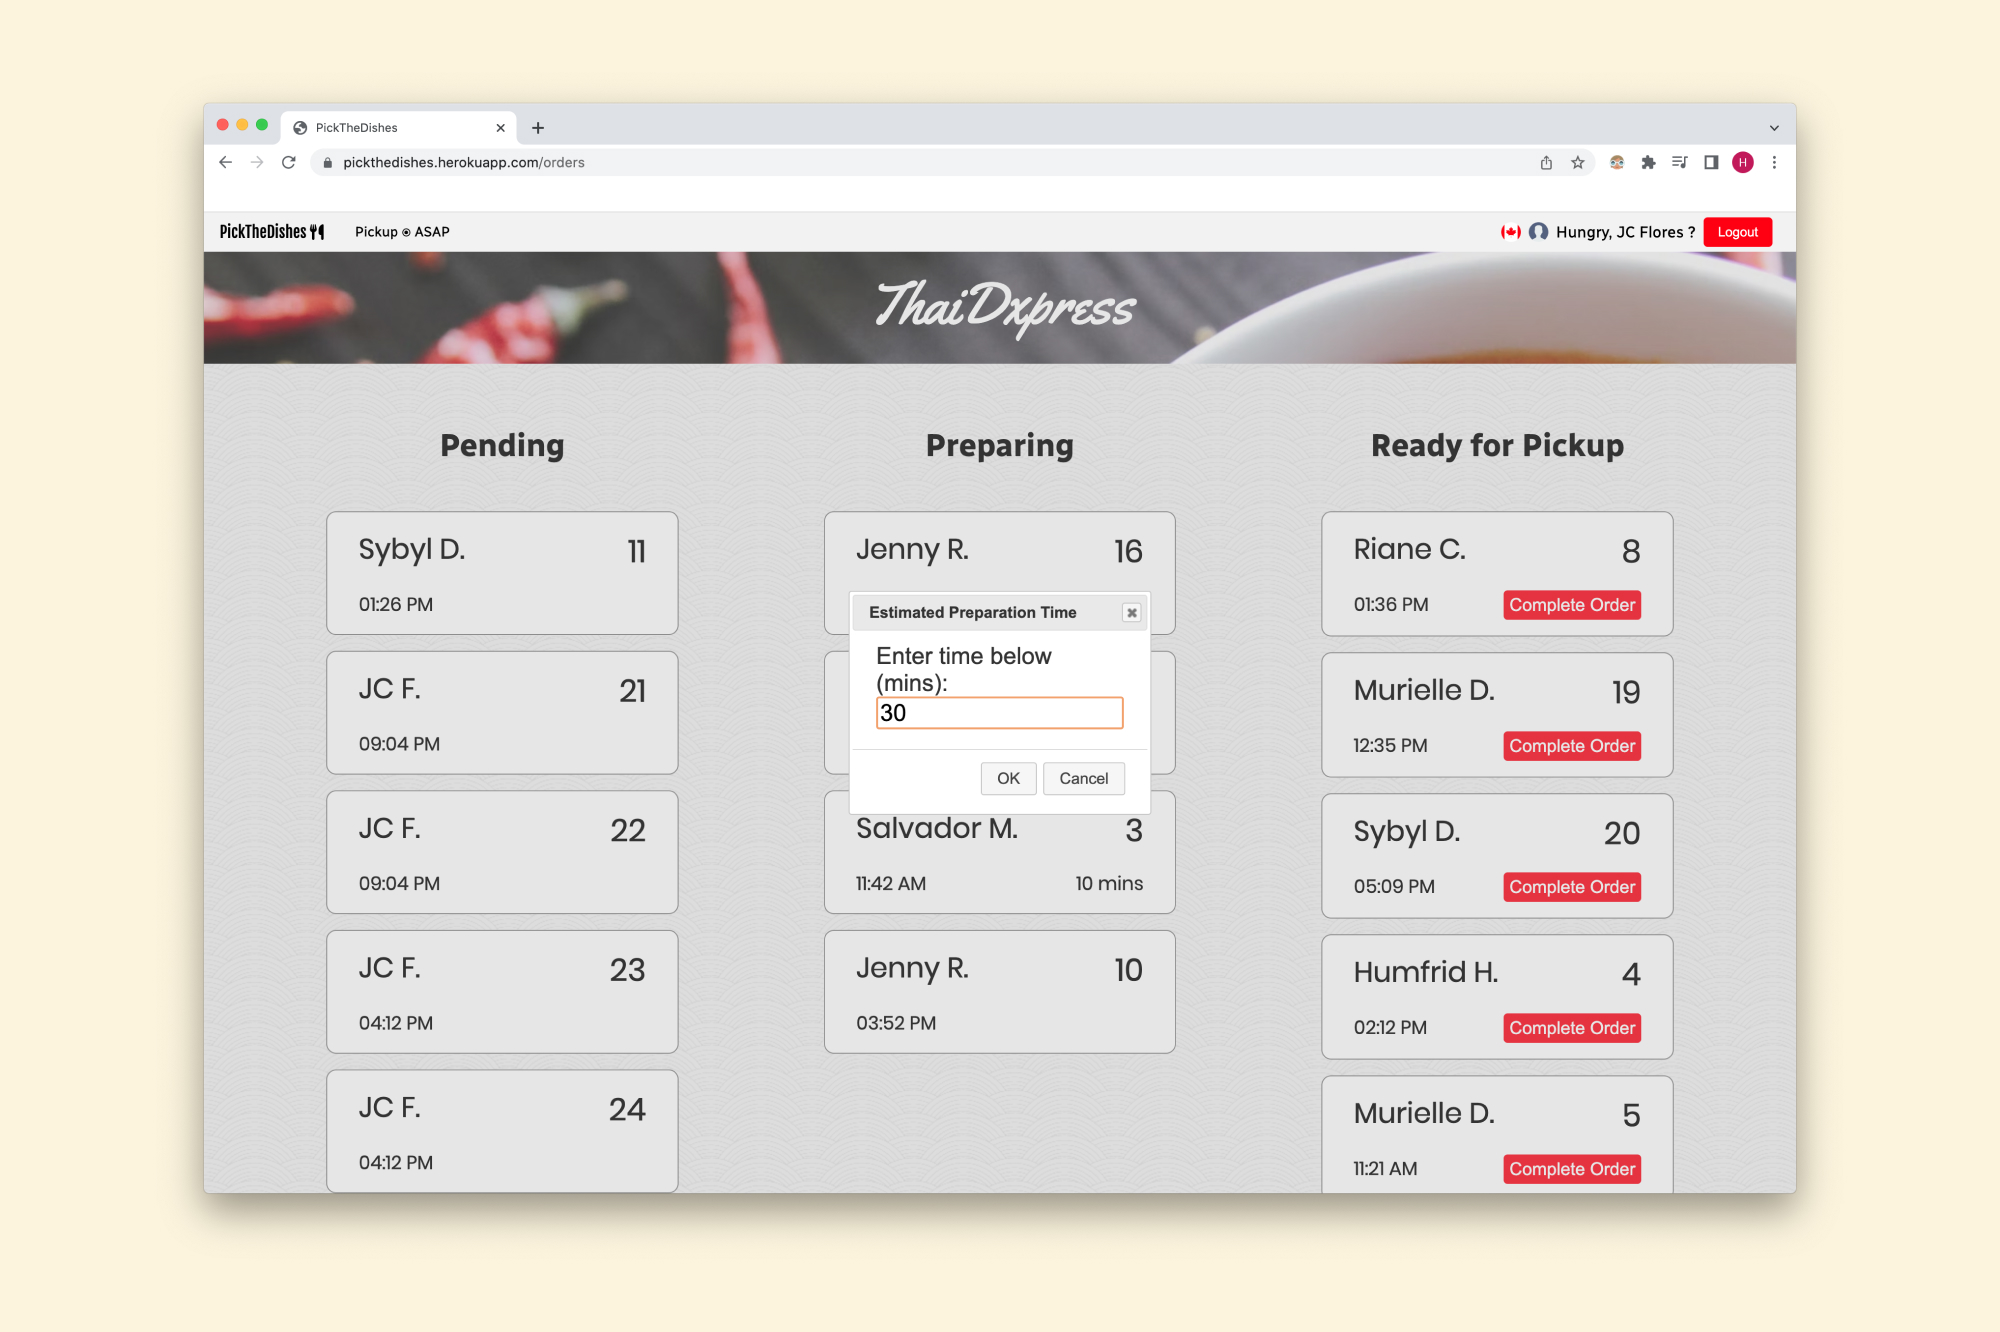 PickTheDishes
pickthedishes.herokuapp.com/orders
H
PickTheDishes
Pickup ASAP
Hungry, JC Flores ?
Logout
ThaiDxpress
Pending
Sybyl D. 11
01:26 PM
JC F. 21
09:04 PM
JC F. 22
09:04 PM
JC F. 23
04:12 PM
JC F. 24
04:12 PM
Preparing
Jenny R. 16
Estimated Preparation Time
Enter time below
(mins):
30
OK Cancel
Salvador M. 3
11:42 AM 10 mins
Jenny R. 10
03:52 PM
Ready for Pickup
Riane C. 8
01:36 PM Complete Order
Murielle D. 19
12:35 PM Complete Order
Sybyl D. 20
05:09 PM Complete Order
Humfrid H. 4
02:12 PM Complete Order
Murielle D. 5
11:21 AM Complete Order